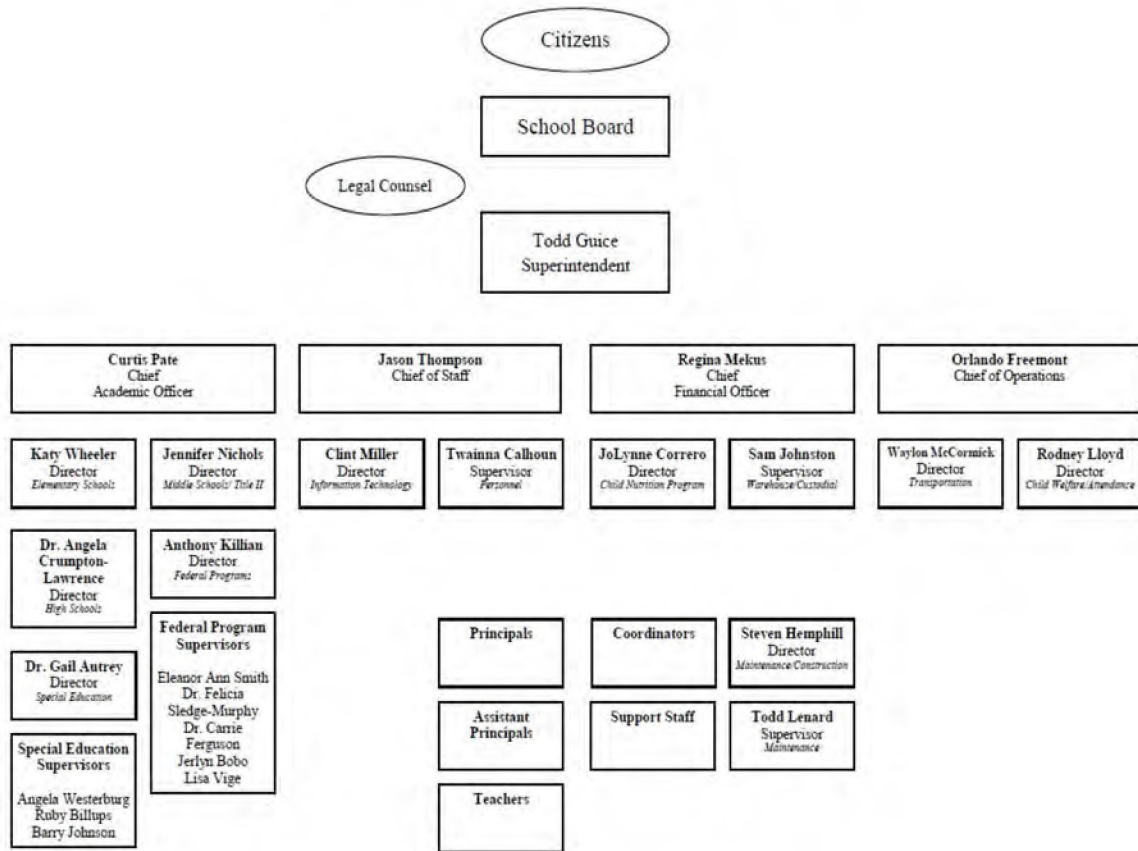 Citizens
School Board
Legal Counsel
Todd Guice
Superintendent
Curtis Pate
Chief
Academic Officer
Jason Thompson
Chief of Staff
Regina Mekus
Chief
Financial Officer
Orlando Freemont
Chief of Operations
Katy Wheeler
Director
Elementary Schools
Jennifer Nichols
Director
Middle Schools/ Title II
Clint Miller
Director
Information Technology
Twainna Calhoun
Supervisor
Personnel
JoLynne Correro
Director
Child Nutrition Program
Sam Johnston
Supervisor
Warehouse/Custodial
Waylon McCormick
Director
Transportation
Rodney Lloyd
Director
Child Welfare/Attendance
Dr. Angela
Crumpton-
Lawrence
Director
High Schools
Anthony Killian
Director
Federal Programs
Dr. Gail Autrey
Director
Special Education
Federal Program
Supervisors
Eleanor Ann Smith
Dr. Felicia
Sledge-Murphy
Dr. Carrie
Ferguson
Jerlyn Bobo
Lisa Vige
Special Education
Supervisors
Angela Westerburg
Ruby Billups
Barry Johnson
Principals
Coordinators
Steven Hemphill
Director
Maintenance/Construction
Assistant
Principals
Support Staff
Todd Lenard
Supervisor
Maintenance
Teachers